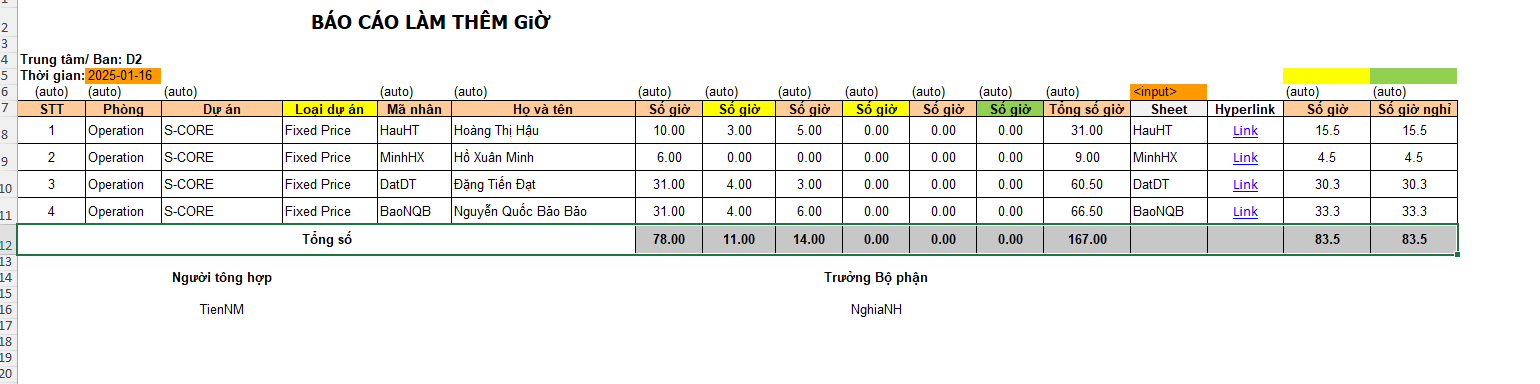 1
2
BÁO CÁO LÀM THÊM GiỜ
3
4 Trung tâm/ Ban: D2
5 Thời gian: 2025-01-16
6 (auto) (auto) (auto) (auto) (auto) (auto) (auto) (auto) (auto) (auto) (auto) (auto) <input> (auto) (auto)
7 STT Phòng Dự án Loại dự án Mã nhân Họ và tên Số giờ Số giờ Số giờ Số giờ Số giờ Số giờ Tổng số giờ Sheet Hyperlink Số giờ Số giờ nghỉ
8 1 Operation S-CORE Fixed Price HauHT Hoàng Thị Hậu 10.00 3.00 5.00 0.00 0.00 0.00 31.00 HauHT Link 15.5 15.5
9 2 Operation S-CORE Fixed Price MinhHX Hồ Xuân Minh 6.00 0.00 0.00 0.00 0.00 0.00 9.00 MinhHX Link 4.5 4.5
10 3 Operation S-CORE Fixed Price DatDT Đặng Tiến Đạt 31.00 4.00 3.00 0.00 0.00 0.00 60.50 DatDT Link 30.3 30.3
11 4 Operation S-CORE Fixed Price BaoNQB Nguyễn Quốc Bảo Bảo 31.00 4.00 6.00 0.00 0.00 0.00 66.50 BaoNQB Link 33.3 33.3
12 Tổng số 78.00 11.00 14.00 0.00 0.00 0.00 167.00 83.5 83.5
13
14 Người tông hợp Trưởng Bộ phận
15
16 TienNM NghiaNH
17
18
19
20